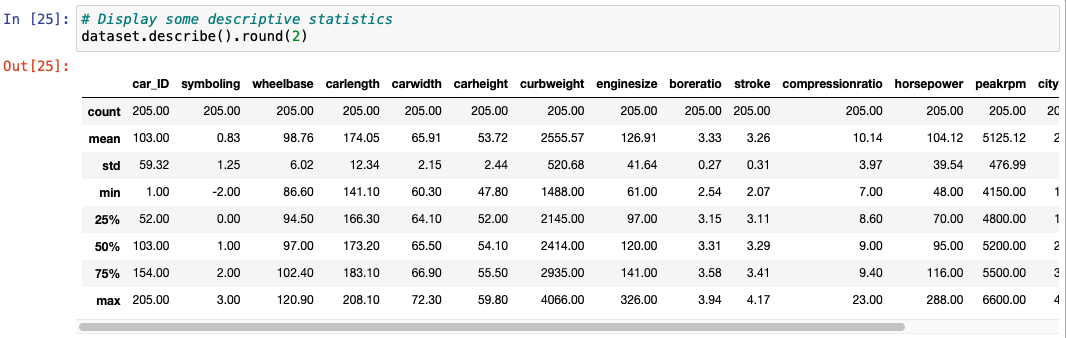 In [25]: # Display some descriptive statistics
dataset.describe().round(2)
Out[25]:
car_ID symboling wheelbase carlength carwidth carheight curbweight enginesize boreratio stroke compressionratio horsepower peakrpm city
count 205.00 205.00 205.00 205.00 205.00 205.00 205.00 205.00 205.00 205.00 205.00 205.00 205.00 20
mean 103.00 0.83 98.76 174.05 65.91 53.72 2555.57 126.91 3.33 3.26 10.14 104.12 5125.12 2
std 59.32 1.25 6.02 12.34 2.15 2.44 520.68 41.64 0.27 0.31 3.97 39.54 476.99
min 1.00 -2.00 86.60 141.10 60.30 47.80 1488.00 61.00 2.54 2.07 7.00 48.00 4150.00 1
25% 52.00 0.00 94.50 166.30 64.10 52.00 2145.00 97.00 3.15 3.11 8.60 70.00 4800.00 1
50% 103.00 1.00 97.00 173.20 65.50 54.10 2414.00 120.00 3.31 3.29 9.00 95.00 5200.00 2
75% 154.00 2.00 102.40 183.10 66.90 55.50 2935.00 141.00 3.58 3.41 9.40 116.00 5500.00 3
max 205.00 3.00 120.90 208.10 72.30 59.80 4066.00 326.00 3.94 4.17 23.00 288.00 6600.00 4